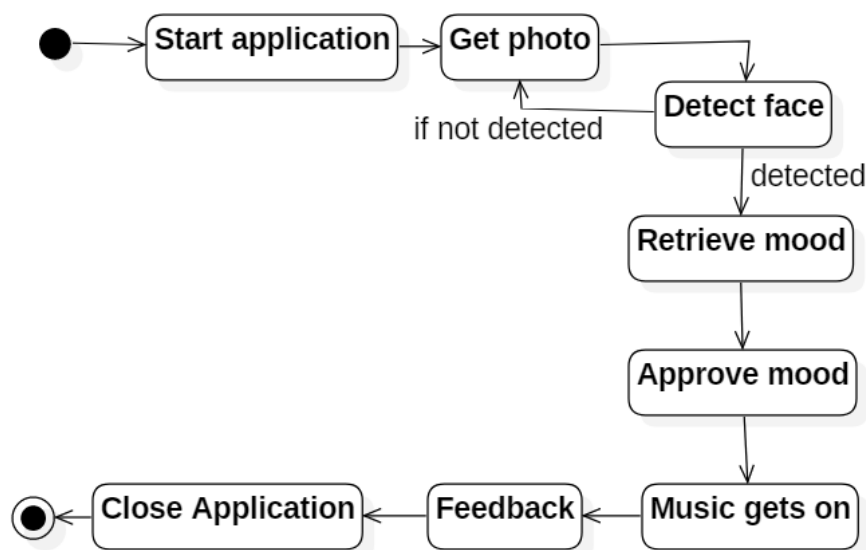 Start application
Get photo
Detect face
if not detected
detected
Retrieve mood
Approve mood
Music gets on
Feedback
Close Application